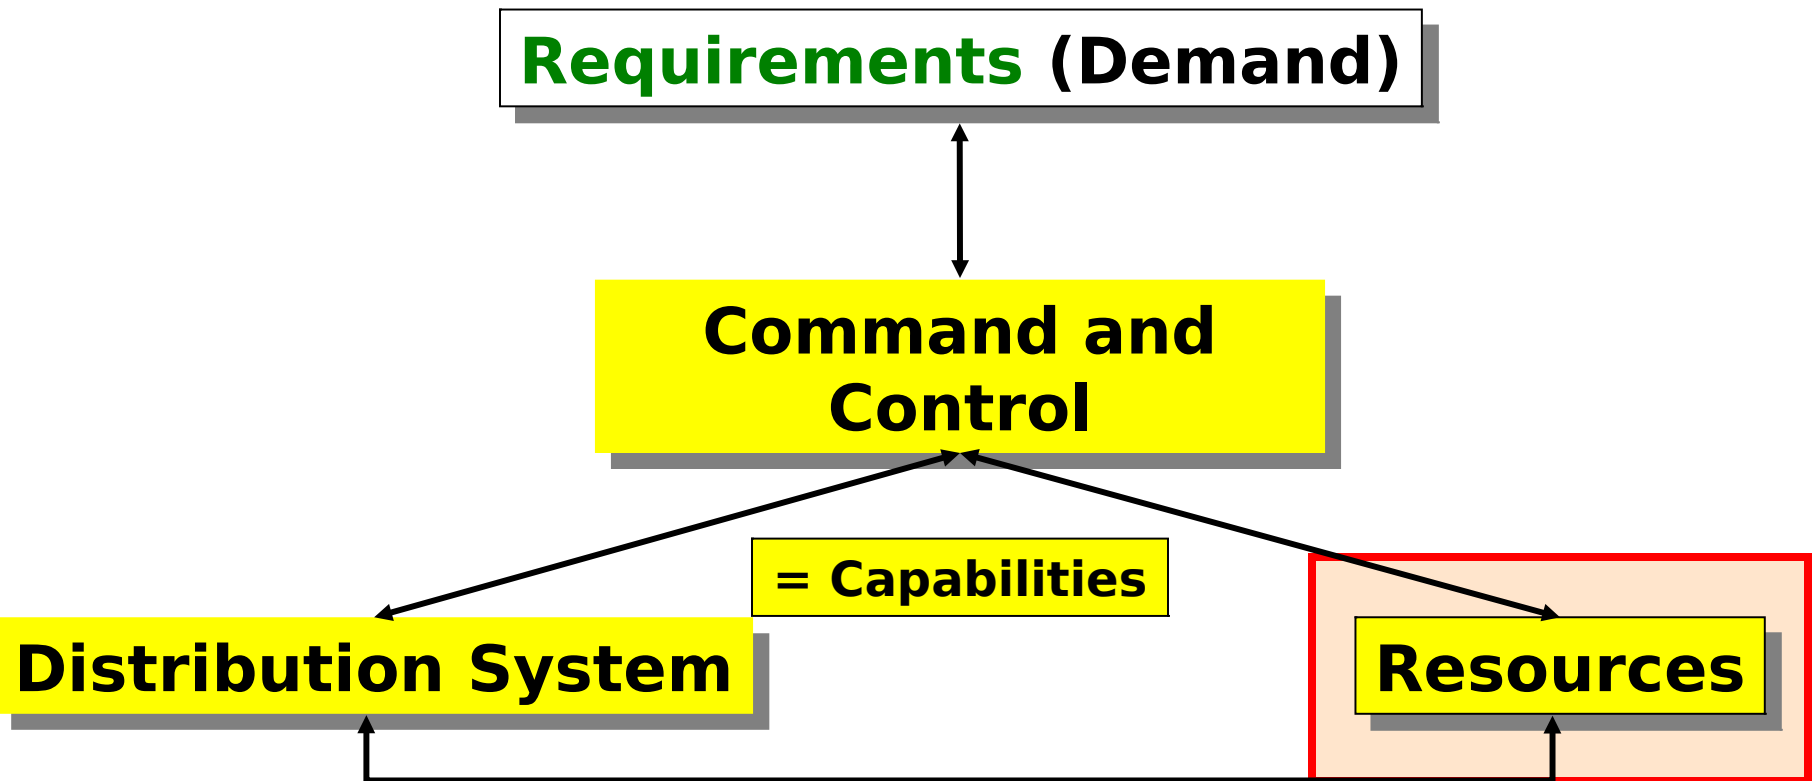 Requirements (Demand)
Command and
Control
= Capabilities
Distribution System
Resources